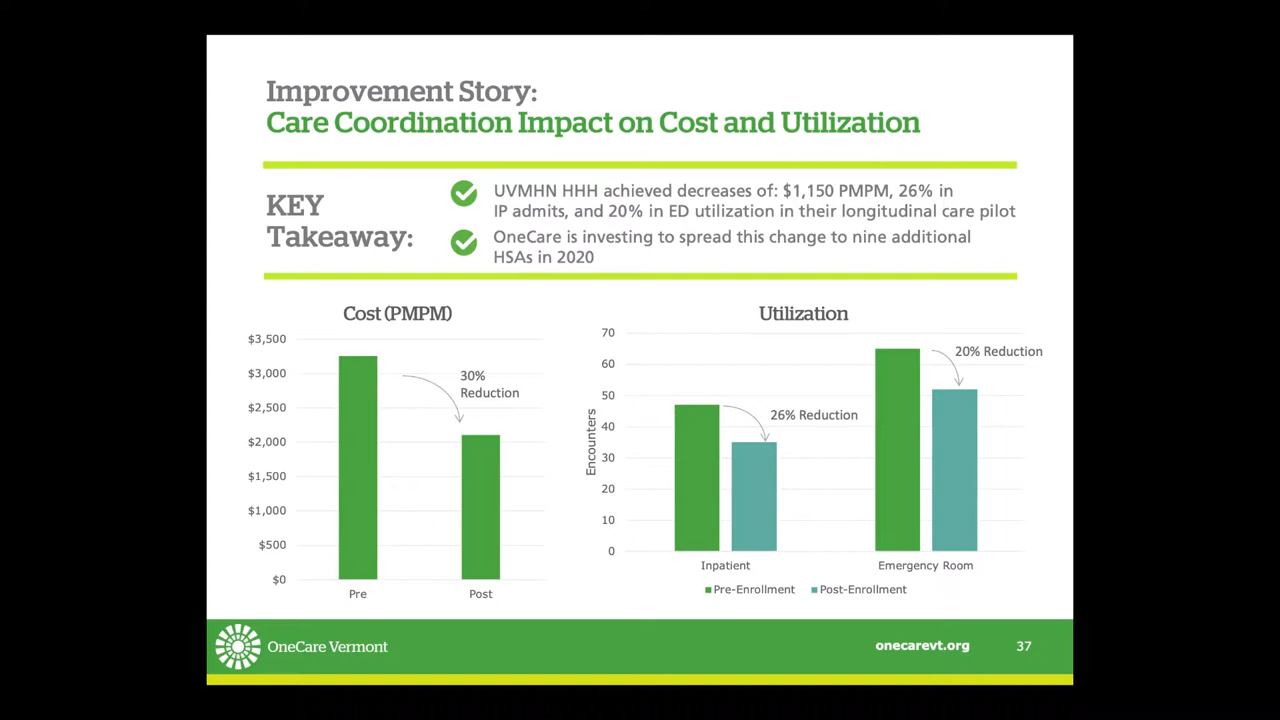 Improvement Story:
Care Coordination Impact on Cost and Utilization
KEY
Takeaway:
UVMHN HHH achieved decreases of: $1,150 PMPM, 26% in
IP admits, and 20% in ED utilization in their longitudinal care pilot
OneCare is investing to spread this change to nine additional
HSAs in 2020
Cost (PMPM)
$3,500
$3,000
$2,500
$2,000
$1,500
$1,000
$500
$0
30%
Reduction
Pre
Post
Utilization
Encounters
70
60
50
40
30
20
10
0
26% Reduction
20% Reduction
Inpatient
Emergency Room
Pre-Enrollment
Post-Enrollment
OneCare Vermont
onecarevt.org
37